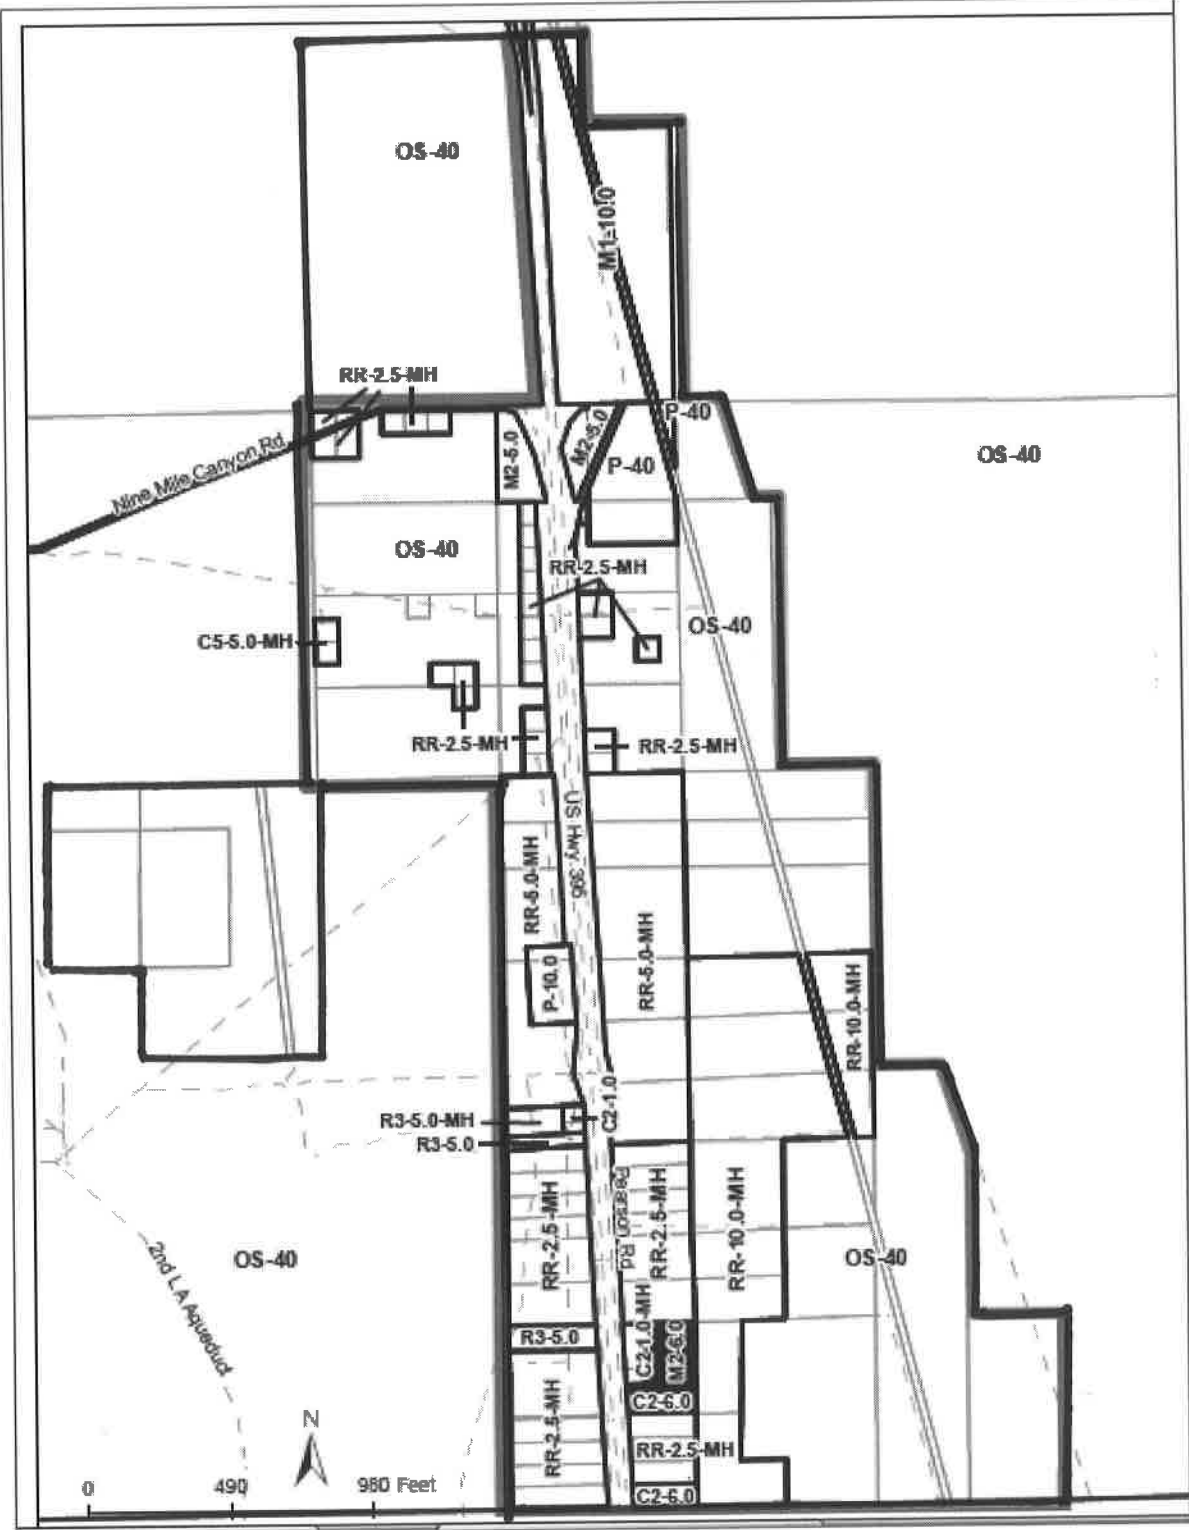 OS-40
M1-10.0
RR-2.5-MH
P-40
M2-5.0
M2-5.0
P-40
OS-40
Nine Mile Canyon Rd
OS-40
RR-2.5-MH
OS-40
C5-5.0-MH
RR-2.5-MH
RR-2.5-MH
US Hwy 395
RR-5.0-MH
RR-5.0-MH
P-10.0
RR-10.0-MH
C2-1.0
R3-5.0-MH
R3-5.0
Pearson Rd
RR-2.5-MH
RR-2.5-MH
RR-10.0-MH
OS-40
OS-40
2nd L A Aqueduct
C2-1.0-MH
M2-6.0
R3-5.0
C2-6.0
RR-2.5-MH
RR-2.5-MH
C2-6.0
N
0 490 980 Feet